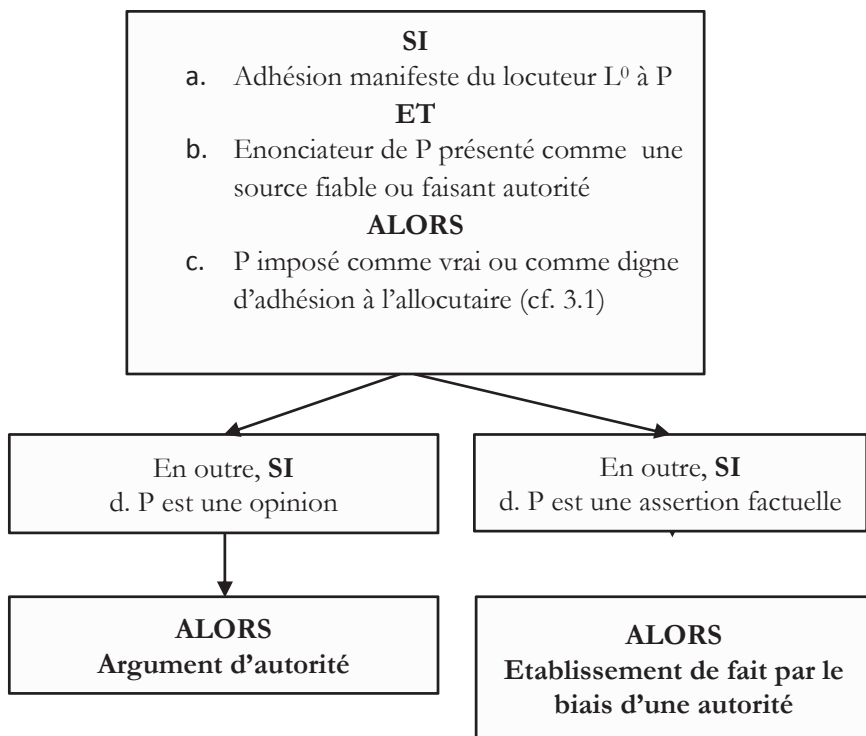 SI
a. Adhésion manifeste du locuteur L⁰ à P
ET
b. Enonciateur de P présenté comme une
source fiable ou faisant autorité
ALORS
c. P imposé comme vrai ou comme digne
d’adhésion à l’allocutaire (cf. 3.1)
En outre, SI
d. P est une opinion
En outre, SI
d. P est une assertion factuelle
ALORS
Argument d’autorité
ALORS
Etablissement de fait par le
biais d’une autorité